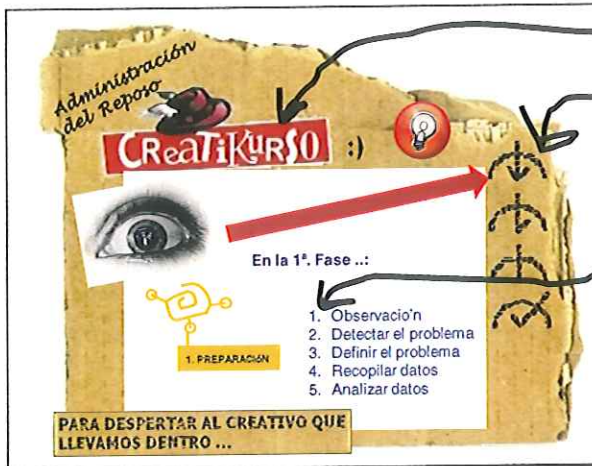 Administración
del Reposo
CReaTiKuRSO :)
En la 1ª. Fase ..:
1. PREPARACIóN
1. Observacio'n
2. Detectar el problema
3. Definir el problema
4. Recopilar datos
5. Analizar datos
PARA DESPERTAR AL CREATIVO QUE
LLEVAMOS DENTRO ...